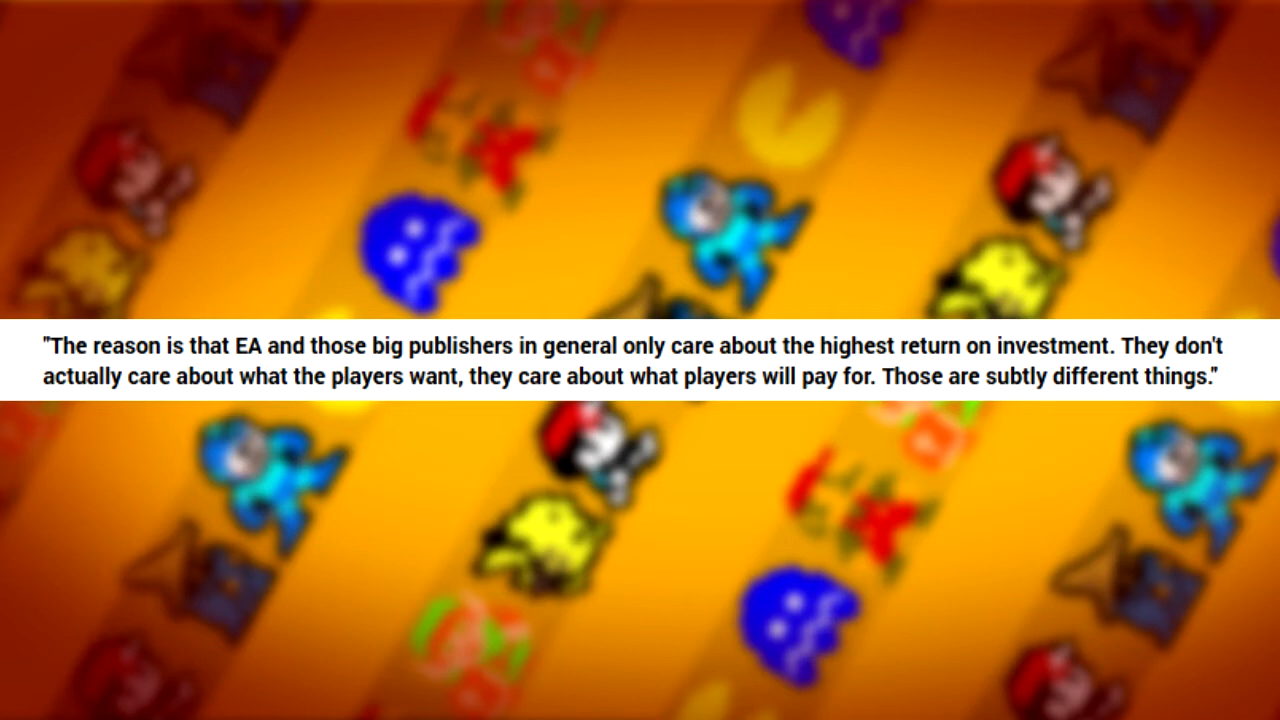 "The reason is that EA and those big publishers in general only care about the highest return on investment. They don't
actually care about what the players want, they care about what players will pay for. Those are subtly different things."